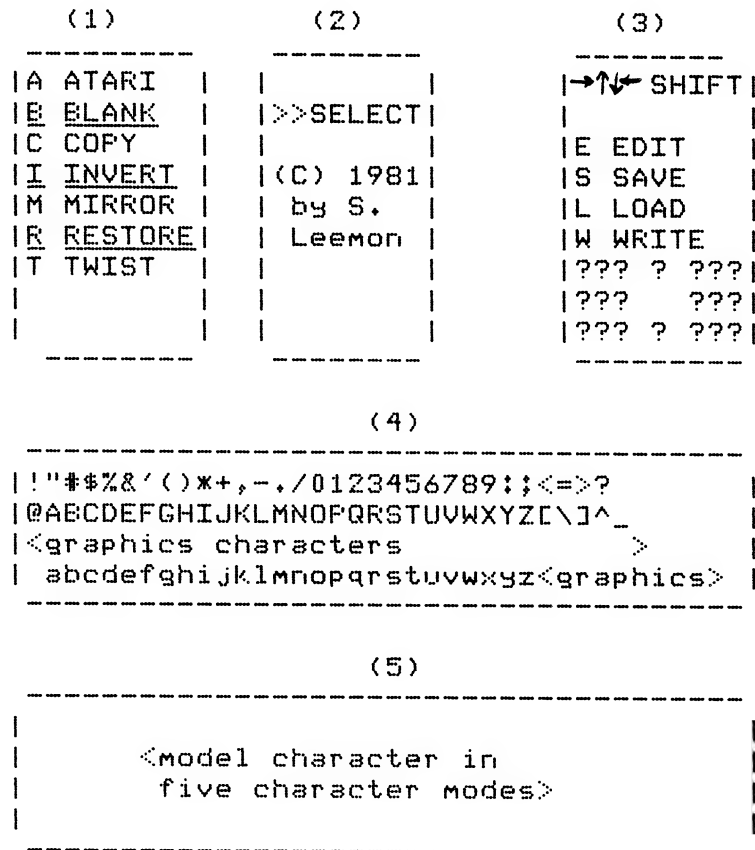 (1) (2) (3)
A ATARI
B BLANK
C COPY
I INVERT
M MIRROR
R RESTORE
T TWIST
>>SELECT
(C) 1981
by S.
Leemon
→↑↓← SHIFT
E EDIT
S SAVE
L LOAD
W WRITE
??? ? ???
??? ???
??? ? ???
(4)
!"#$%&'()*+,-./0123456789:;<=>?
@ABCDEFGHIJKLMNOPQRSTUVWXYZ[\]^_
<graphics characters >
abcdefghijklmnopqrstuvwxyz<graphics>
(5)
<model character in
five character modes>